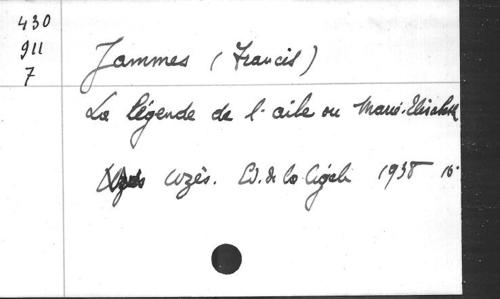 430
911
7
Jammes (Francis)
La légende de l'aile ou Marie-Elisabeth
Uzès. Ed. de la Cigale 1938 16°